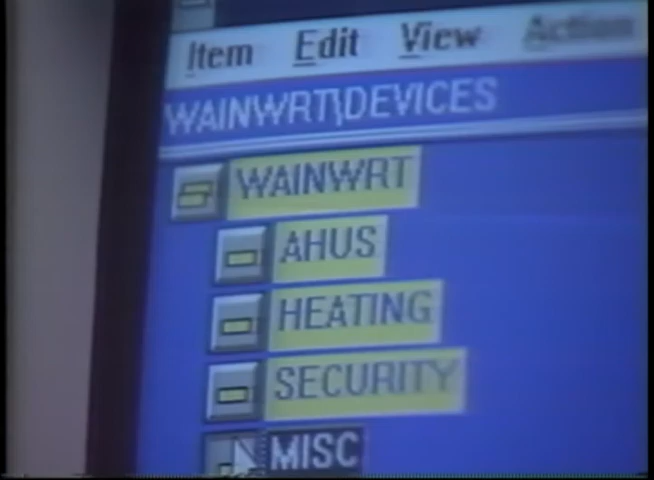 Item Edit View Action
WAINWRT\DEVICES
WAINWRT
AHUS
HEATING
SECURITY
MISC